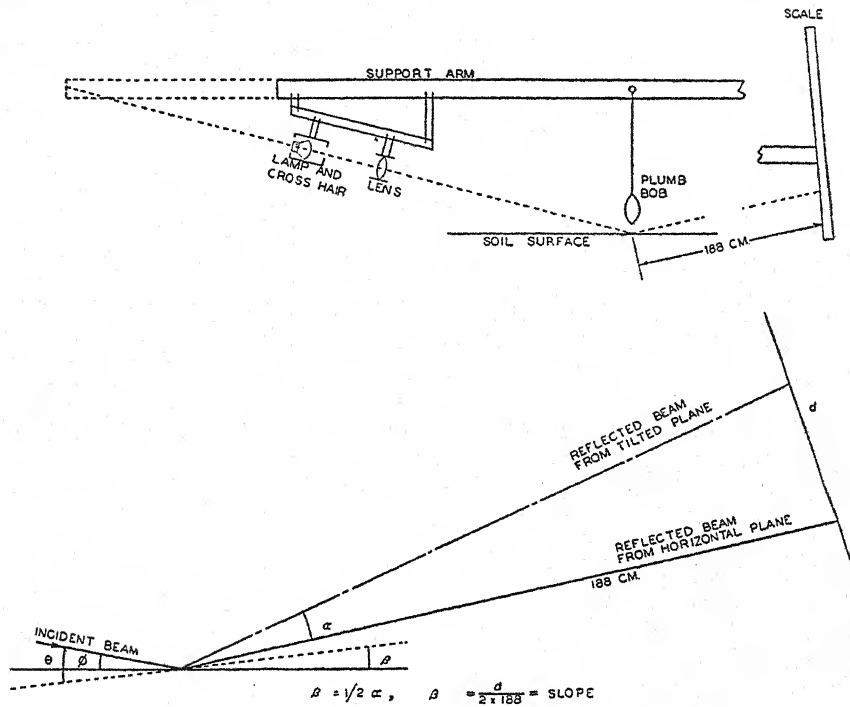 SCALE
SUPPORT ARM
LAMP AND
CROSS HAIR
LENS
PLUMB
BOB
SOIL SURFACE
188 CM.
REFLECTED BEAM
FROM TILTED PLANE
d
REFLECTED BEAM
FROM HORIZONTAL PLANE
188 CM.
α
INCIDENT BEAM
θ
ϕ
β
β = 1/2 α, β = d / 2 x 188 = SLOPE